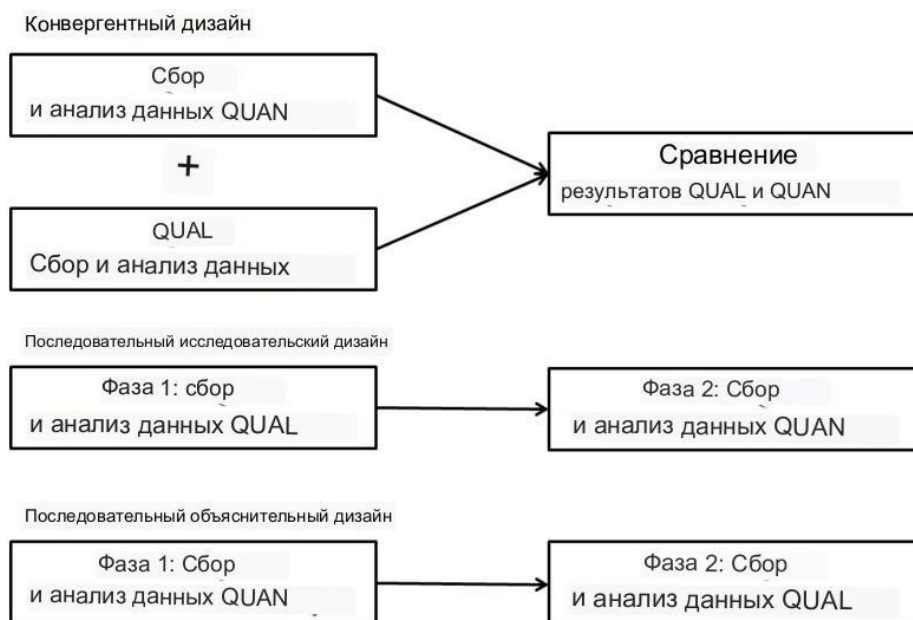 Конвергентный дизайн
Сбор
и анализ данных QUAN
+
QUAL
Сбор и анализ данных
Сравнение
результатов QUAL и QUAN
Последовательный исследовательский дизайн
Фаза 1: сбор
и анализ данных QUAL
Фаза 2: Сбор
и анализ данных QUAN
Последовательный объяснительный дизайн
Фаза 1: Сбор
и анализ данных QUAN
Фаза 2: Сбор
и анализ данных QUAL